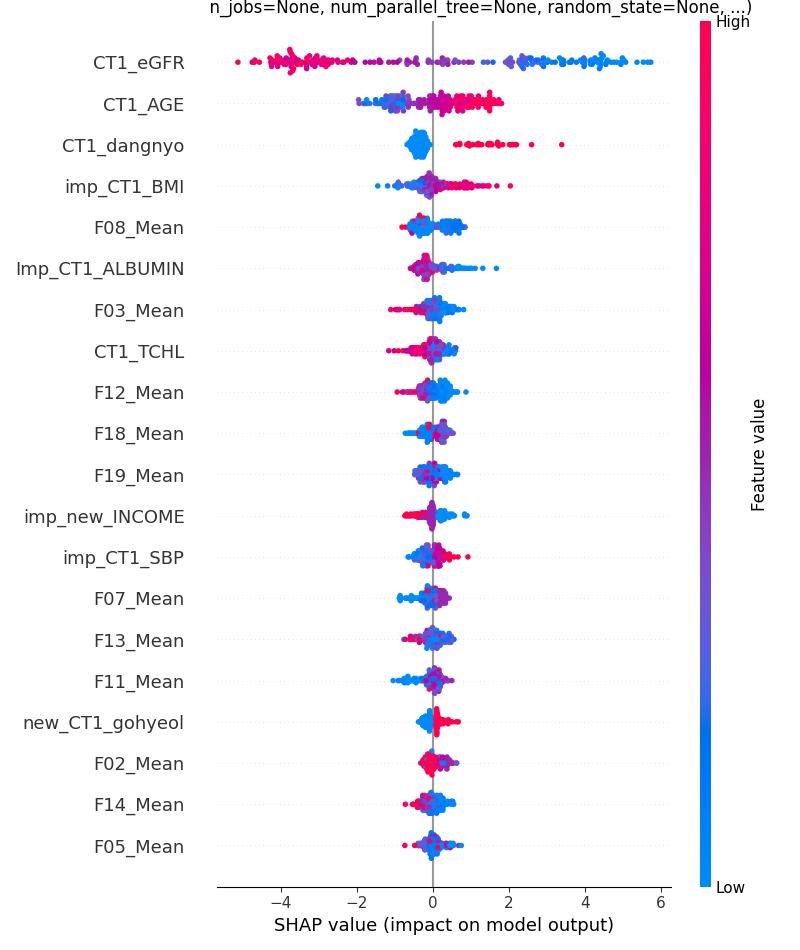 n_jobs=None, num_parallel_tree=None, random_state=None, ...)
High
CT1_eGFR
CT1_AGE
CT1_dangnyo
imp_CT1_BMI
F08_Mean
Imp_CT1_ALBUMIN
F03_Mean
CT1_TCHL
F12_Mean
F18_Mean
F19_Mean
imp_new_INCOME
imp_CT1_SBP
F07_Mean
F13_Mean
F11_Mean
new_CT1_gohyeol
F02_Mean
F14_Mean
F05_Mean
Feature value
Low
−4 −2 0 2 4 6
SHAP value (impact on model output)